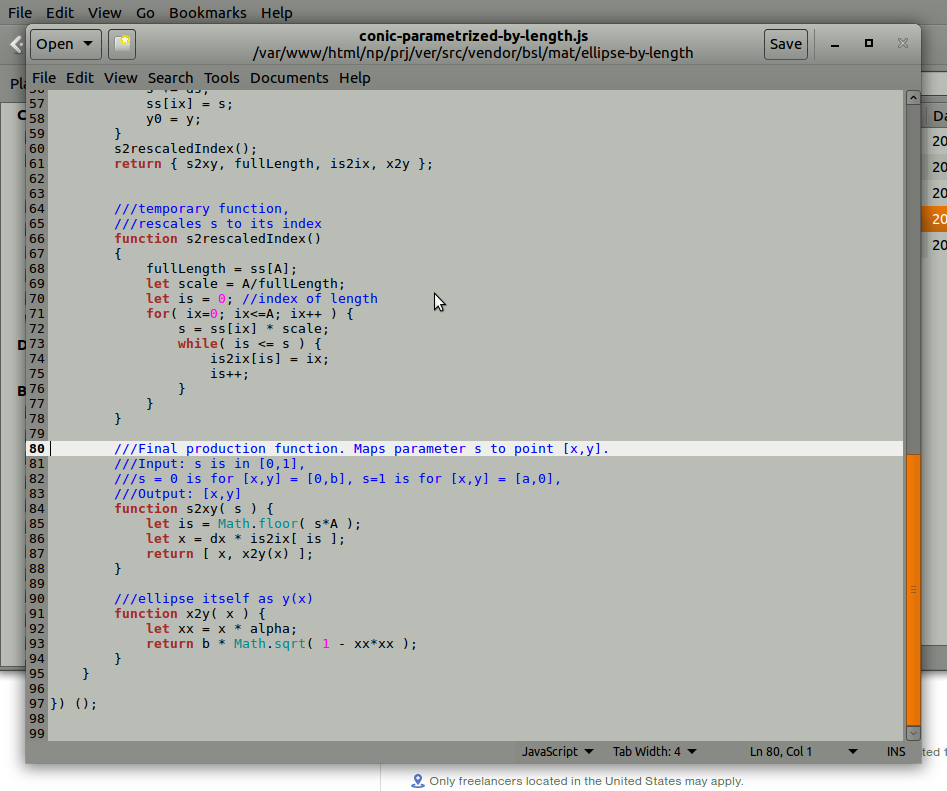 File Edit View Go Bookmarks Help
Open
conic-parametrized-by-length.js
/var/www/html/np/prj/ver/src/vendor/bsl/mat/ellipse-by-length
Save
File Edit View Search Tools Documents Help
57 ss[ix] = s;
58 y0 = y;
59 }
60 s2rescaledIndex();
61 return { s2xy, fullLength, is2ix, x2y };
62
63
64 ///temporary function,
65 ///rescales s to its index
66 function s2rescaledIndex()
67 {
68 fullLength = ss[A];
69 let scale = A/fullLength;
70 let is = 0; //index of length
71 for( ix=0; ix<=A; ix++ ) {
72 s = ss[ix] * scale;
73 while( is <= s ) {
74 is2ix[is] = ix;
75 is++;
76 }
77 }
78 }
79
80 ///Final production function. Maps parameter s to point [x,y].
81 ///Input: s is in [0,1],
82 ///s = 0 is for [x,y] = [0,b], s=1 is for [x,y] = [a,0],
83 ///Output: [x,y]
84 function s2xy( s ) {
85 let is = Math.floor( s*A );
86 let x = dx * is2ix[ is ];
87 return [ x, x2y(x) ];
88 }
89
90 ///ellipse itself as y(x)
91 function x2y( x ) {
92 let xx = x * alpha;
93 return b * Math.sqrt( 1 - xx*xx );
94 }
95 }
96
97 }) ();
98
99
JavaScript Tab Width: 4 Ln 80, Col 1 INS
Only freelancers located in the United States may apply.